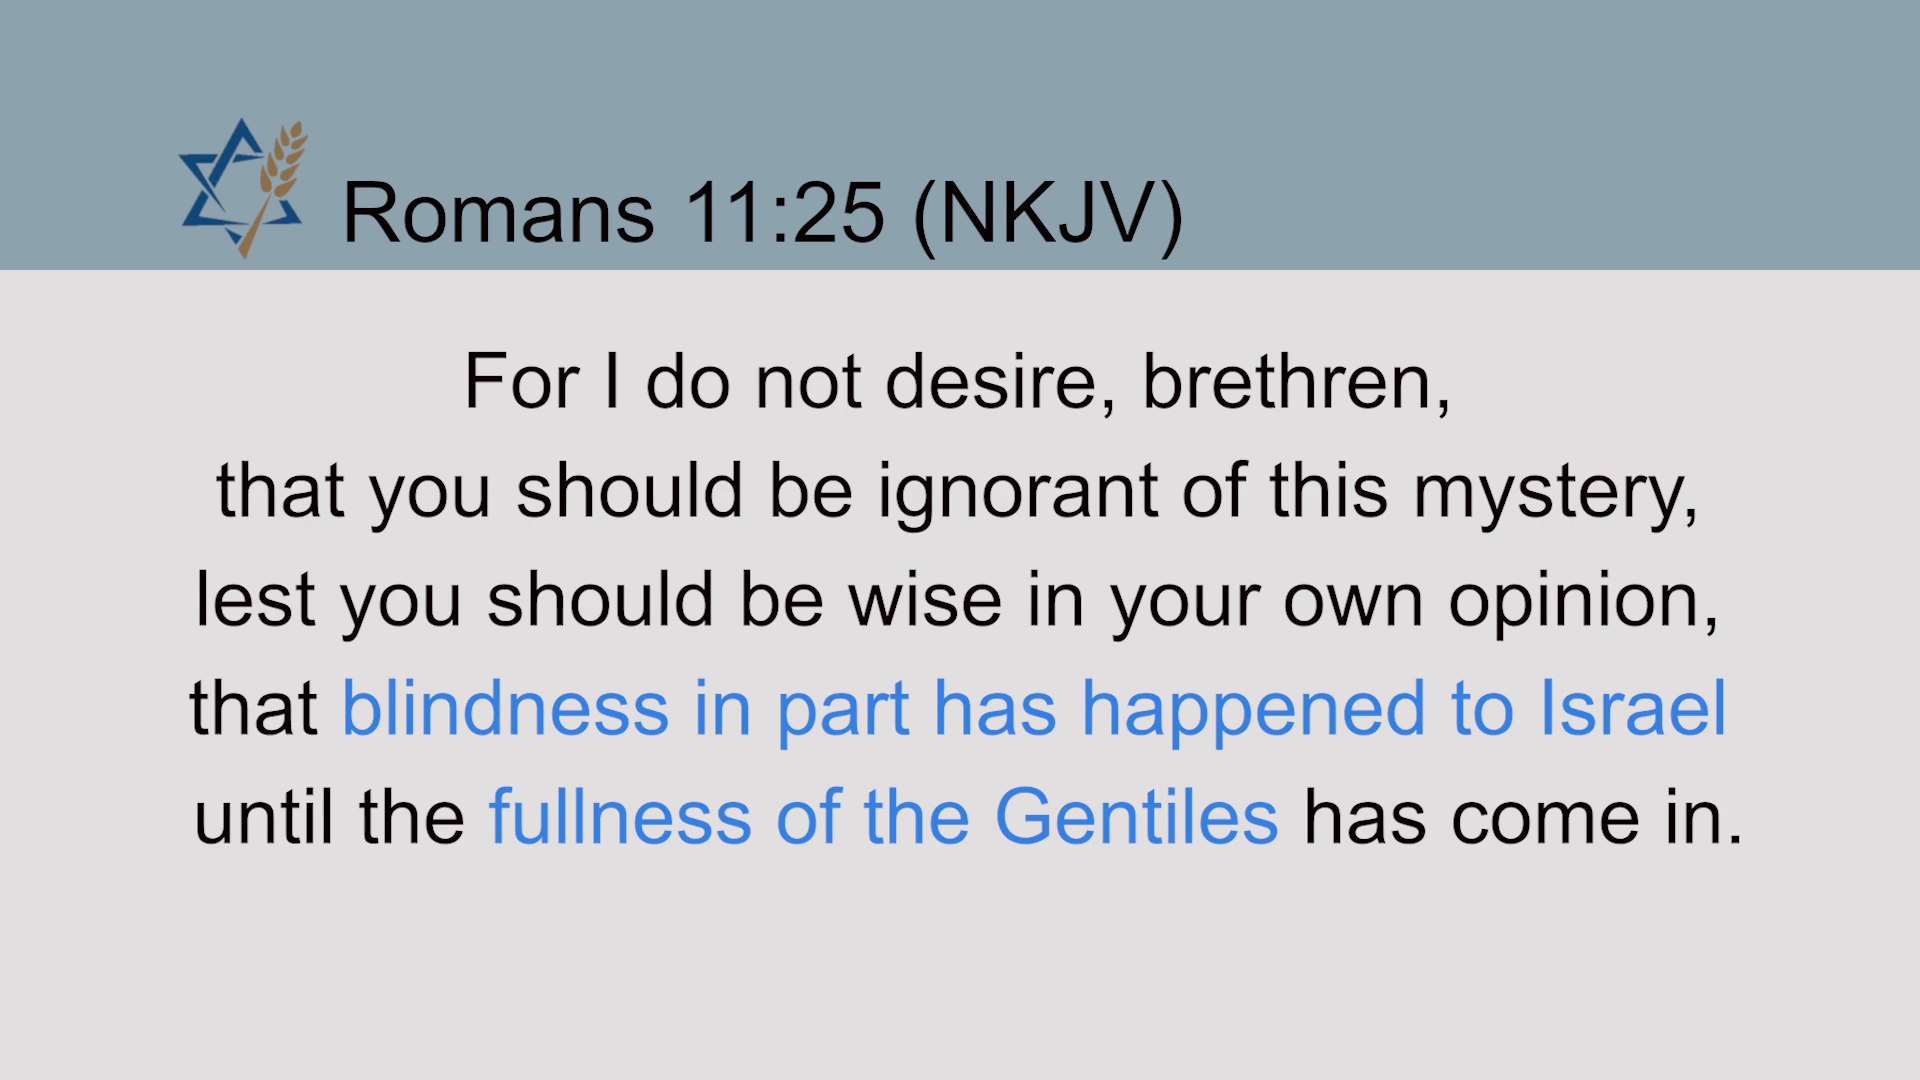 Romans 11:25 (NKJV)
For I do not desire, brethren,
that you should be ignorant of this mystery,
lest you should be wise in your own opinion,
that blindness in part has happened to Israel
until the fullness of the Gentiles has come in.